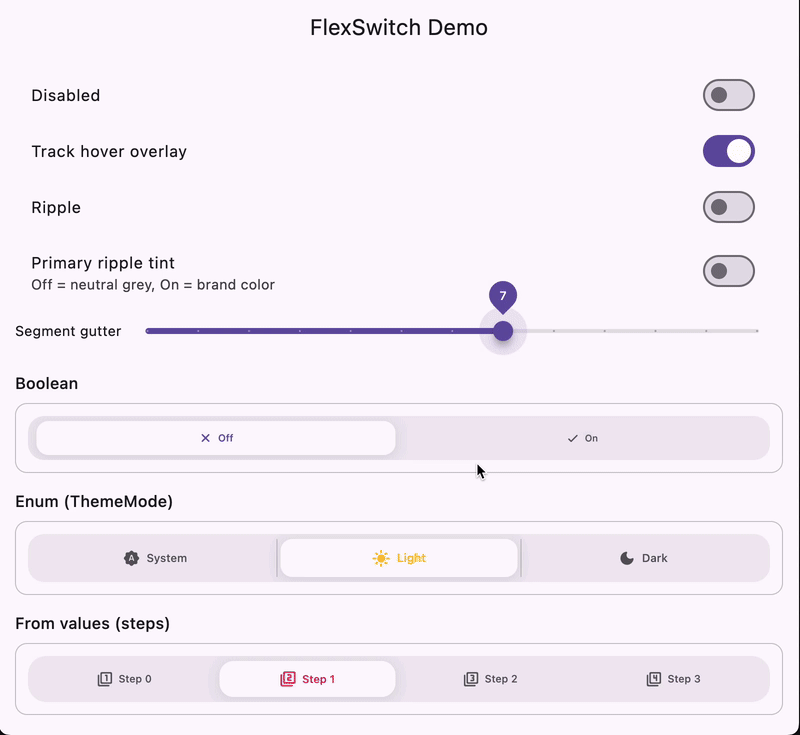 FlexSwitch Demo
Disabled
Track hover overlay
Ripple
Primary ripple tint
Off = neutral grey, On = brand color
7
Segment gutter
Boolean
Off On
Enum (ThemeMode)
A System Light Dark
From values (steps)
1 Step 0 2 Step 1 3 Step 2 4 Step 3